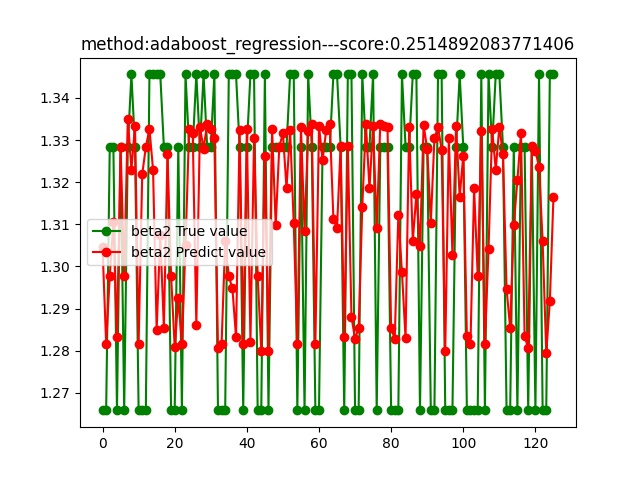 method:adaboost_regression---score:0.2514892083771406
1.34
1.33
1.32
1.31
1.30
1.29
1.28
1.27
beta2 True value
beta2 Predict value
0 20 40 60 80 100 120